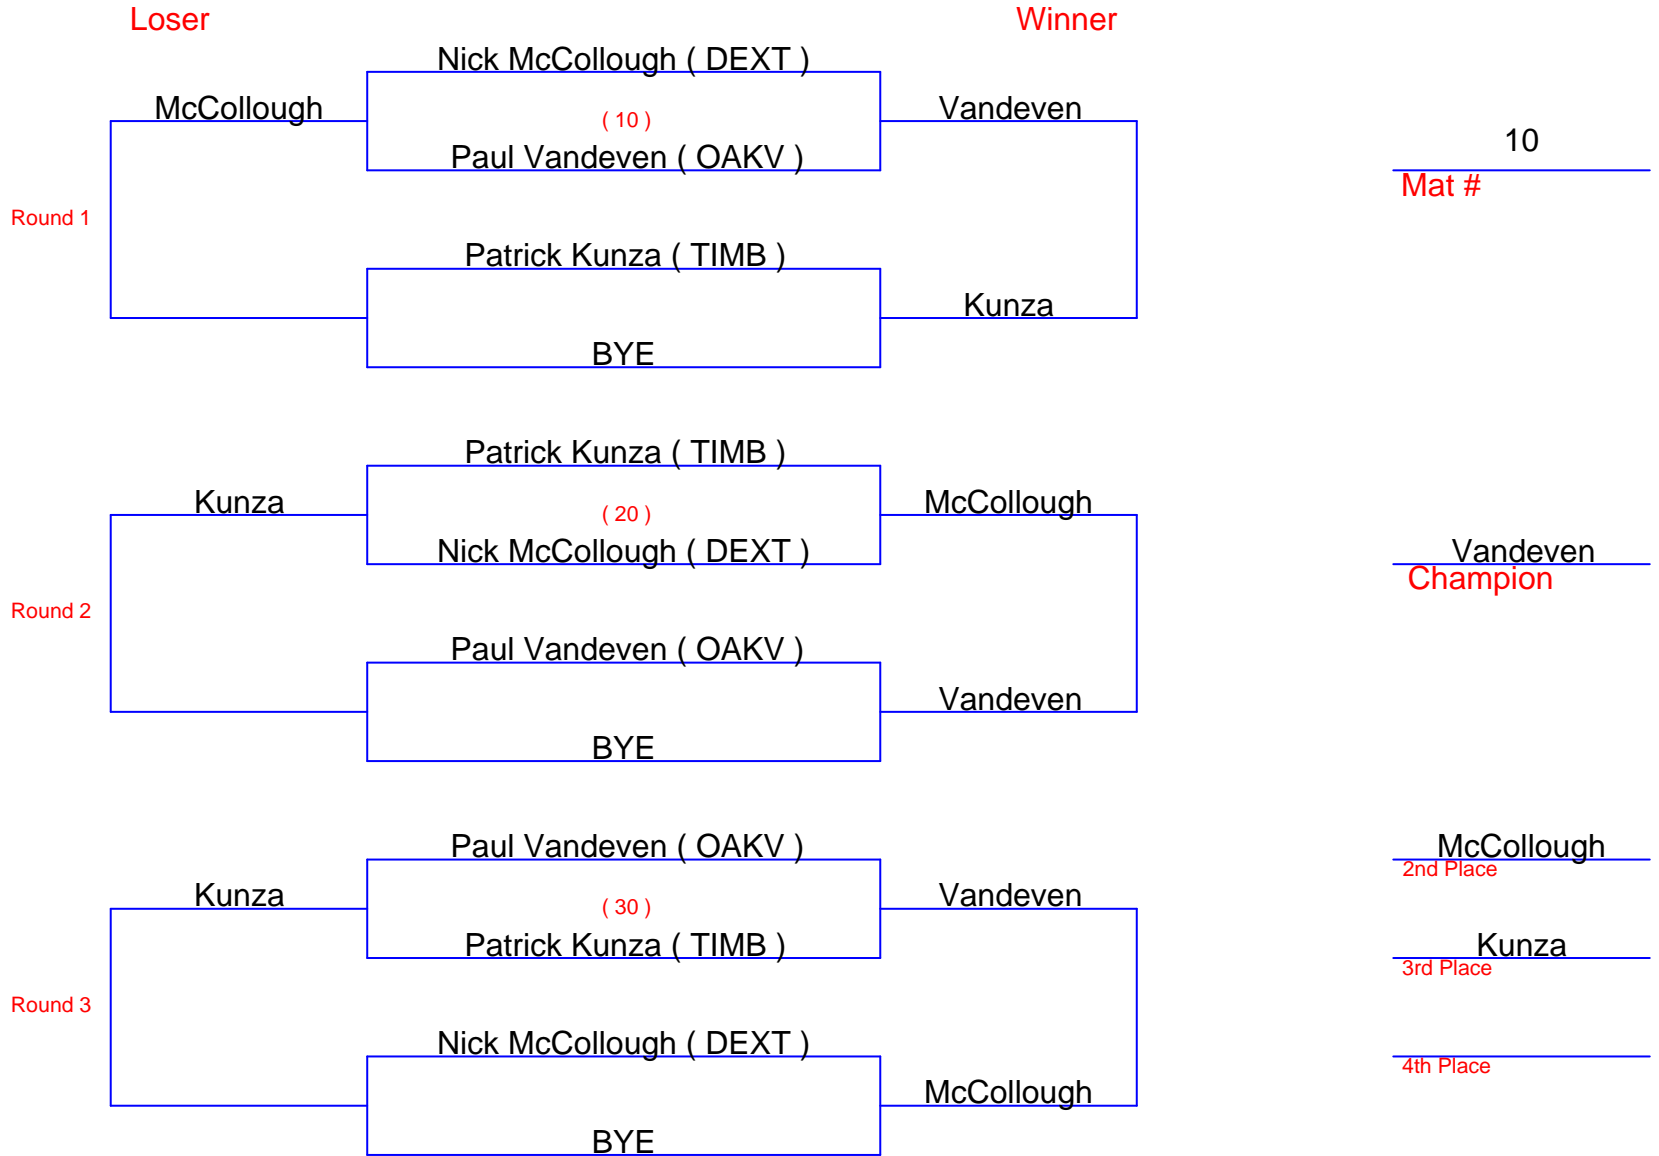 Loser
Winner
Nick McCollough ( DEXT )
McCollough
( 10 )
Vandeven
Paul Vandeven ( OAKV )
10
Mat #
Round 1
Patrick Kunza ( TIMB )
Kunza
BYE
Patrick Kunza ( TIMB )
Kunza
( 20 )
McCollough
Nick McCollough ( DEXT )
Vandeven
Champion
Round 2
Paul Vandeven ( OAKV )
Vandeven
BYE
Paul Vandeven ( OAKV )
McCollough
2nd Place
Kunza
( 30 )
Vandeven
Patrick Kunza ( TIMB )
Kunza
3rd Place
Round 3
Nick McCollough ( DEXT )
4th Place
McCollough
BYE